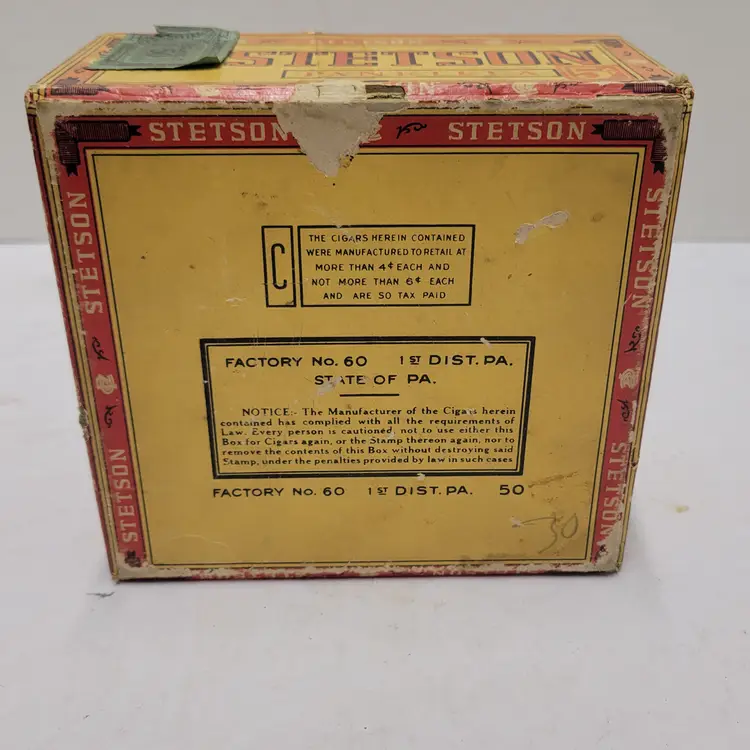 STETSON
STETSON
STETSON STETSON
STETSON
STETSON
STETSON
STETSON
C
THE CIGARS HEREIN CONTAINED
WERE MANUFACTURED TO RETAIL AT
MORE THAN 4¢ EACH AND
NOT MORE THAN 6¢ EACH
AND ARE SO TAX PAID
FACTORY No. 60 1ST DIST. PA.
STATE OF PA.
NOTICE:- The Manufacturer of the Cigars herein
contained has complied with all the requirements of
Law. Every person is cautioned, not to use either this
Box for Cigars again, or the Stamp thereon again, nor to
remove the contents of this Box without destroying said
Stamp, under the penalties provided by law in such cases
FACTORY No. 60 1ST DIST. PA. 50
50